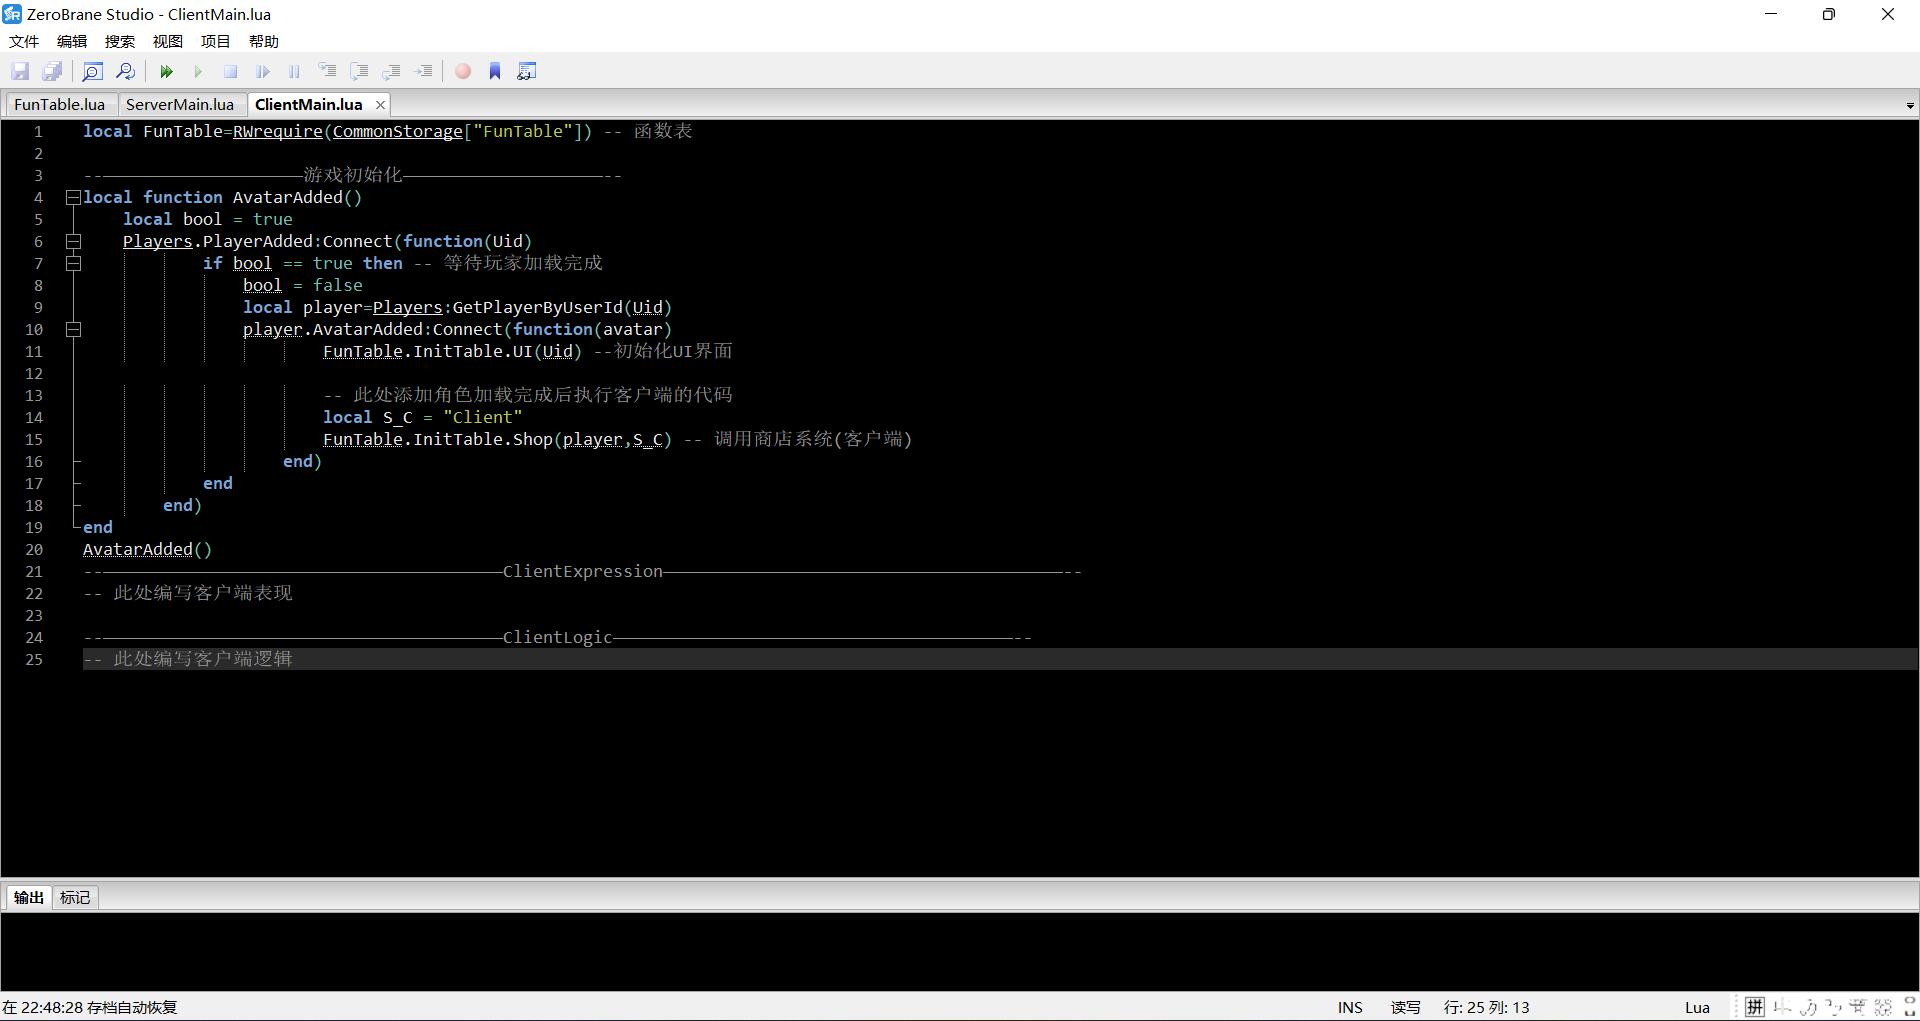 ZeroBrane Studio - ClientMain.lua
文件 编辑 搜索 视图 项目 帮助
FunTable.lua ServerMain.lua ClientMain.lua
1 local FunTable=RWrequire(CommonStorage["FunTable"]) -- 函数表
2
3 --————————————————————游戏初始化————————————————————--
4 local function AvatarAdded()
5 local bool = true
6 Players.PlayerAdded:Connect(function(Uid)
7 if bool == true then -- 等待玩家加载完成
8 bool = false
9 local player=Players:GetPlayerByUserId(Uid)
10 player.AvatarAdded:Connect(function(avatar)
11 FunTable.InitTable.UI(Uid) --初始化UI界面
12
13 -- 此处添加角色加载完成后执行客户端的代码
14 local S_C = "Client"
15 FunTable.InitTable.Shop(player,S_C) -- 调用商店系统(客户端)
16 end)
17 end
18 end)
19 end
20 AvatarAdded()
21 --————————————————————————————————————————ClientExpression————————————————————————————————————————--
22 -- 此处编写客户端表现
23
24 --————————————————————————————————————————ClientLogic————————————————————————————————————————--
25 -- 此处编写客户端逻辑
输出 标记
在 22:48:28 存档自动恢复 INS 读写 行: 25 列: 13 Lua 拼